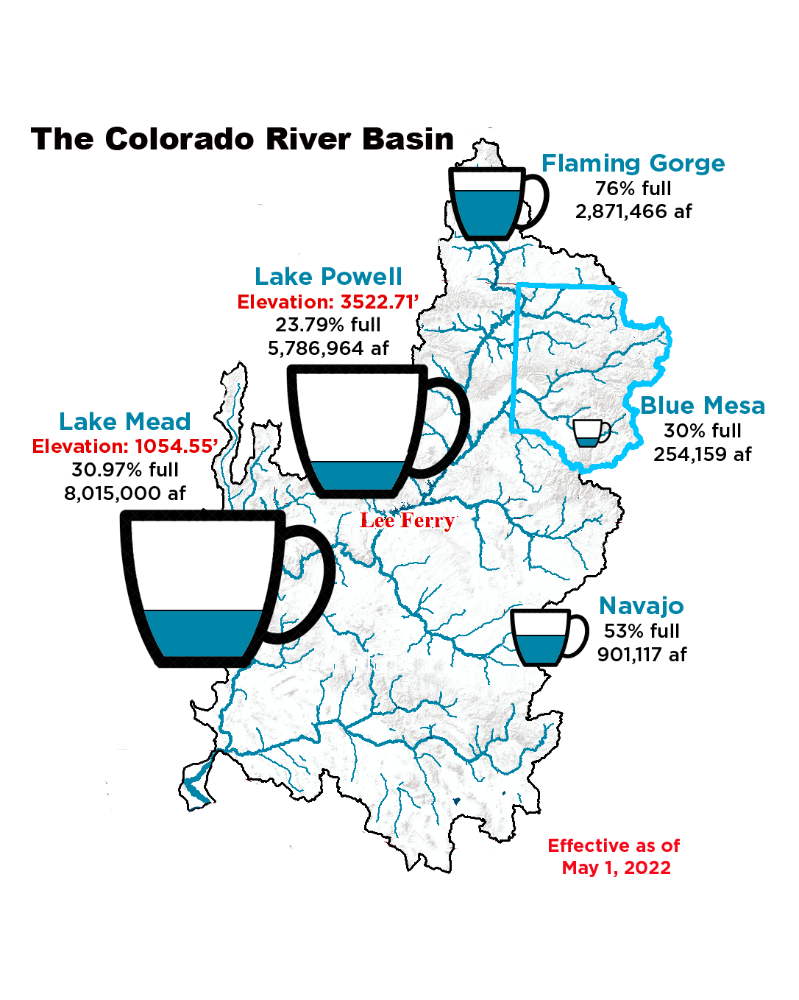 The Colorado River Basin
Flaming Gorge
76% full
2,871,466 af
Lake Powell
Elevation: 3522.71’
23.79% full
5,786,964 af
Blue Mesa
30% full
254,159 af
Lake Mead
Elevation: 1054.55’
30.97% full
8,015,000 af
Lee Ferry
Navajo
53% full
901,117 af
Effective as of
May 1, 2022